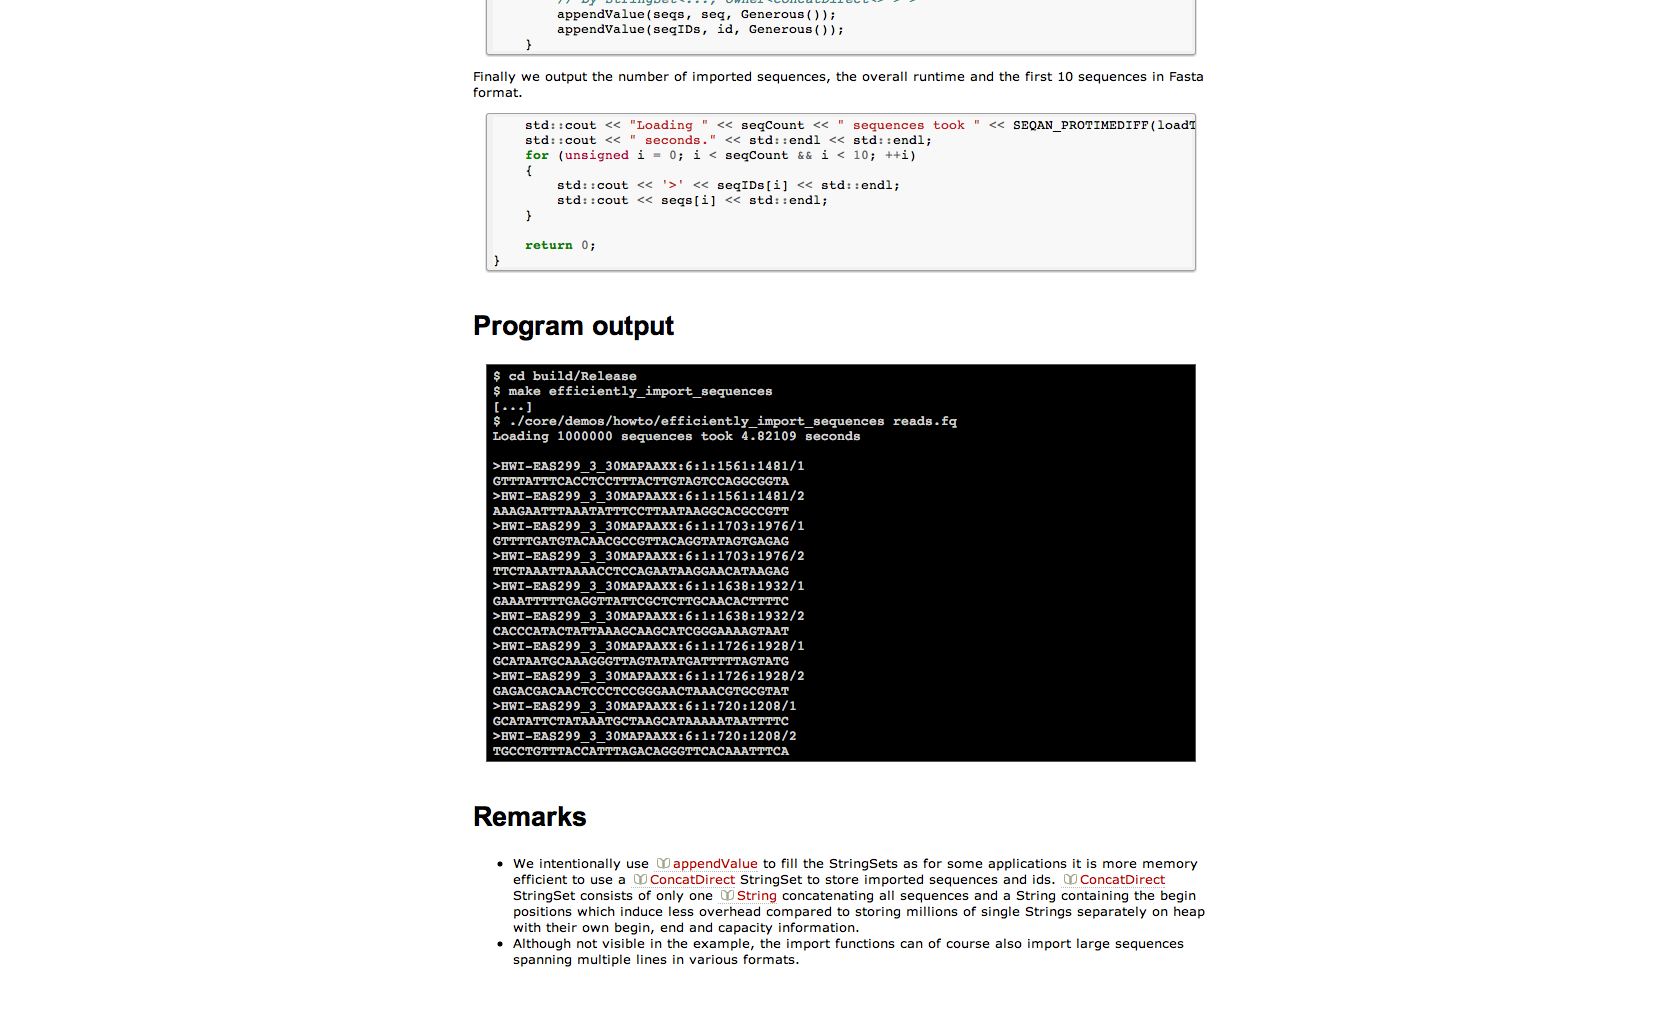 appendValue(seqs, seq, Generous());
appendValue(seqIDs, id, Generous());
}
Finally we output the number of imported sequences, the overall runtime and the first 10 sequences in Fasta
format.
std::cout << "Loading " << seqCount << " sequences took " << SEQAN_PROTIMEDIFF(loadT
std::cout << " seconds." << std::endl << std::endl;
for (unsigned i = 0; i < seqCount && i < 10; ++i)
{
std::cout << '>' << seqIDs[i] << std::endl;
std::cout << seqs[i] << std::endl;
}
return 0;
}
Program output
$ cd build/Release
$ make efficiently_import_sequences
[...]
$ ./core/demos/howto/efficiently_import_sequences reads.fq
Loading 1000000 sequences took 4.82109 seconds
>HWI-EAS299_3_30MAPAAXX:6:1:1561:1481/1
GTTTATTTCACCTCCTTTACTTGTAGTCCAGGCGGTA
>HWI-EAS299_3_30MAPAAXX:6:1:1561:1481/2
AAAGAATTTAAATATTTCCTTAATAAGGCACGCCGTT
>HWI-EAS299_3_30MAPAAXX:6:1:1703:1976/1
GTTTTGATGTACAACGCCGTTACAGGTATAGTGAGAG
>HWI-EAS299_3_30MAPAAXX:6:1:1703:1976/2
TTCTAAATTAAAACCTCCAGAATAAGGAACATAAGAG
>HWI-EAS299_3_30MAPAAXX:6:1:1638:1932/1
GAAATTTTTGAGGTTATTCGCTCTTGCAACACTTTTC
>HWI-EAS299_3_30MAPAAXX:6:1:1638:1932/2
CACCCATACTATTAAAGCAAGCATCGGGAAAAGTAAT
>HWI-EAS299_3_30MAPAAXX:6:1:1726:1928/1
GCATAATGCAAAGGGTTAGTATATGATTTTTAGTATG
>HWI-EAS299_3_30MAPAAXX:6:1:1726:1928/2
GAGACGACAACTCCCTCCGGGAACTAAACGTGCGTAT
>HWI-EAS299_3_30MAPAAXX:6:1:720:1208/1
GCATATTCTATAAATGCTAAGCATAAAAATAATTTTC
>HWI-EAS299_3_30MAPAAXX:6:1:720:1208/2
TGCCTGTTTACCATTTAGACAGGGTTCACAAATTTCA
Remarks
• We intentionally use appendValue to fill the StringSets as for some applications it is more memory
efficient to use a ConcatDirect StringSet to store imported sequences and ids. ConcatDirect
StringSet consists of only one String concatenating all sequences and a String containing the begin
positions which induce less overhead compared to storing millions of single Strings separately on heap
with their own begin, end and capacity information.
• Although not visible in the example, the import functions can of course also import large sequences
spanning multiple lines in various formats.